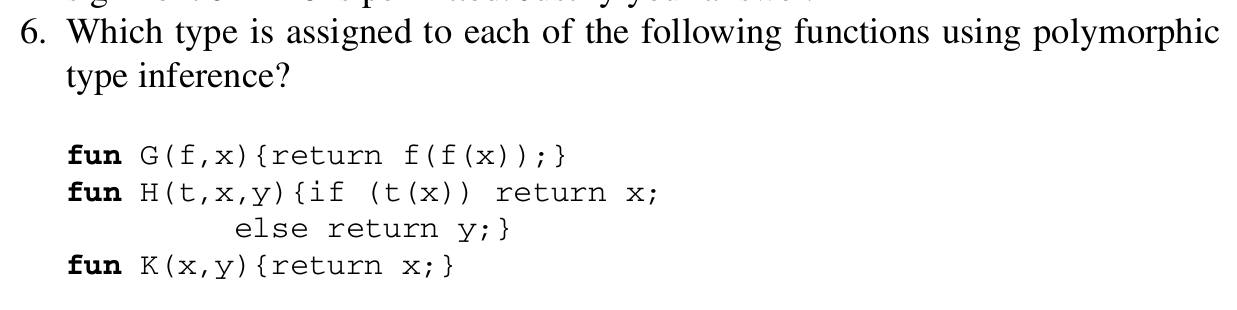 6. Which type is assigned to each of the following functions using polymorphic
type inference?
fun G(f,x){return f(f(x));}
fun H(t,x,y){if (t(x)) return x;
else return y;}
fun K(x,y){return x;}